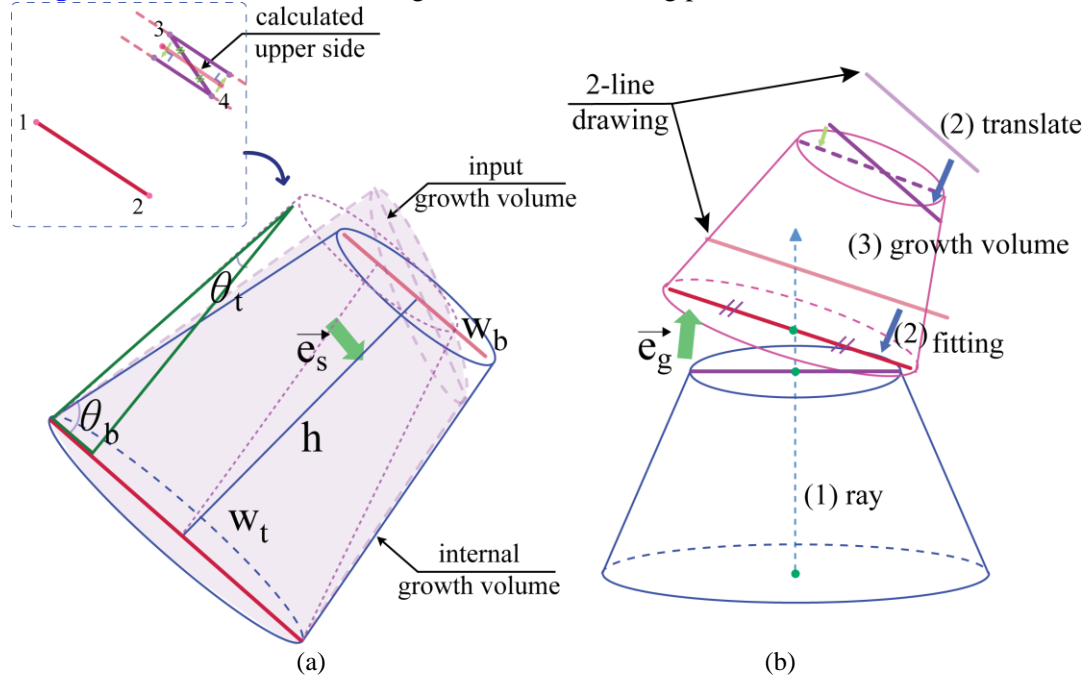 3
calculated
upper side
4
1
2
input
growth volume
θt
wb
es
θb
h
wt
internal
growth volume
(a)
2-line
drawing
(2) translate
(3) growth volume
eg
(2) fitting
(1) ray
(b)